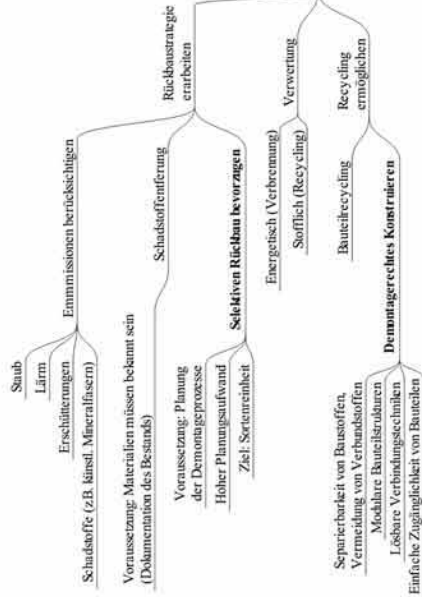 Staub
Lärm
Erschütterungen
Schadstoffe (z.B. künstl. Mineralfasern)
Emmmissionen berücksichtigen
Voraussetzung: Materialien müssen bekannt sein
(Dokumentation des Bestands)
Schadstoffentfernung
Voraussetzung: Planung
der Demontageprozesse
Hoher Planungsaufwand
Ziel: Sortenreinheit
Selektiven Rückbau bevorzugen
Rückbaustrategie
erarbeiten
Energetisch (Verbrennung)
Stofflich (Recycling)
Verwertung
Bauteilrecycling
Separierbarkeit von Baustoffen,
Vermeidung von Verbundstoffen
Modulare Bauteilstrukturen
Lösbare Verbindungstechniken
Einfache Zugänglichkeit von Bauteilen
Demontagerechtes Konstruieren
Recycling
ermöglichen